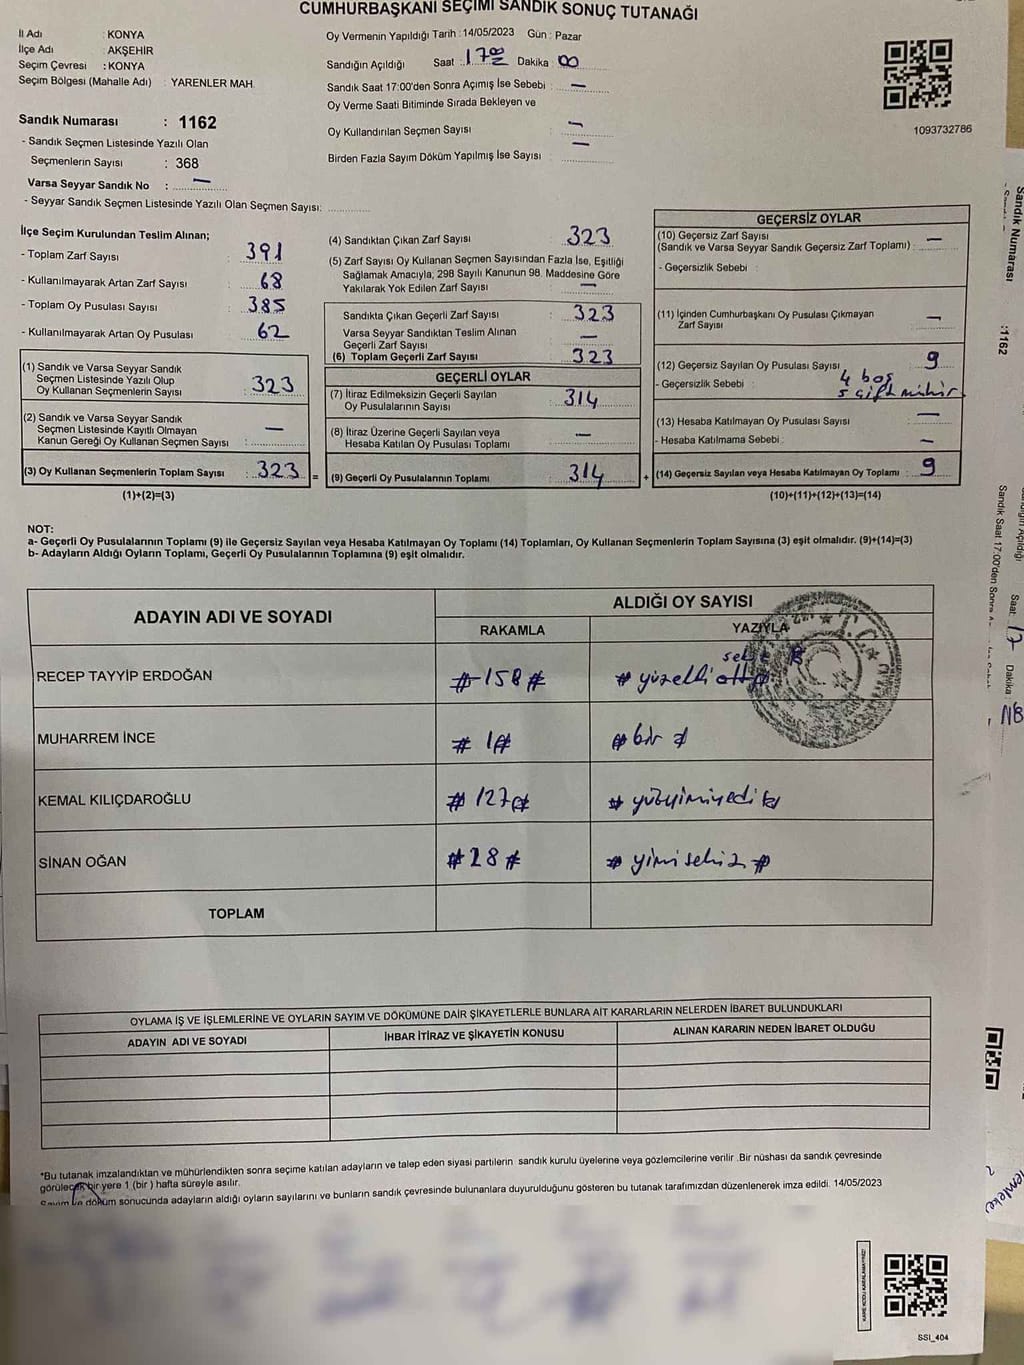 CUMHURBAŞKANI SEÇİMİ SANDIK SONUÇ TUTANAĞI
İl Adı : KONYA
İlçe Adı : AKŞEHİR
Seçim Çevresi : KONYA
Seçim Bölgesi (Mahalle Adı) : YARENLER MAH.
Oy Vermenin Yapıldığı Tarih : 14/05/2023 Gün : Pazar
Sandığın Açıldığı Saat : 17 00 Dakika 00
Sandık Saat 17:00'den Sonra Açımış İse Sebebi : —
Oy Verme Saati Bitiminde Sırada Bekleyen ve
Oy Kullandırılan Seçmen Sayısı : —
Birden Fazla Sayım Döküm Yapılmış İse Sayısı : —
1093732786
Sandık Numarası : 1162
- Sandık Seçmen Listesinde Yazılı Olan
Seçmenlerin Sayısı : 368
Varsa Seyyar Sandık No : —
- Seyyar Sandık Seçmen Listesinde Yazılı Olan Seçmen Sayısı:
İlçe Seçim Kurulundan Teslim Alınan;
- Toplam Zarf Sayısı : 391
- Kullanılmayarak Artan Zarf Sayısı : 68
- Toplam Oy Pusulası Sayısı : 385
- Kullanılmayarak Artan Oy Pusulası : 62
(1) Sandık ve Varsa Seyyar Sandık
Seçmen Listesinde Yazılı Olup
Oy Kullanan Seçmenlerin Sayısı : 323
(2) Sandık ve Varsa Seyyar Sandık
Seçmen Listesinde Kayıtlı Olmayan
Kanun Gereği Oy Kullanan Seçmen Sayısı : —
(3) Oy Kullanan Seçmenlerin Toplam Sayısı : 323 =
(1)+(2)=(3)
(4) Sandıktan Çıkan Zarf Sayısı : 323
(5) Zarf Sayısı Oy Kullanan Seçmen Sayısından Fazla İse, Eşitliği
Sağlamak Amacıyla, 298 Sayılı Kanunun 98. Maddesine Göre
Yakılarak Yok Edilen Zarf Sayısı : —
Sandıkta Çıkan Geçerli Zarf Sayısı : 323
Varsa Seyyar Sandıktan Teslim Alınan
Geçerli Zarf Sayısı : —
(6) Toplam Geçerli Zarf Sayısı : 323
GEÇERLİ OYLAR
(7) İtiraz Edilmeksizin Geçerli Sayılan
Oy Pusulalarının Sayısı : 314
(8) İtiraz Üzerine Geçerli Sayılan veya
Hesaba Katılan Oy Pusulası Toplamı : —
(9) Geçerli Oy Pusulalarının Toplamı : 314 +
GEÇERSİZ OYLAR
(10) Geçersiz Zarf Sayısı
(Sandık ve Varsa Seyyar Sandık Geçersiz Zarf Toplamı) : —
- Geçersizlik Sebebi :
(11) İçinden Cumhurbaşkanı Oy Pusulası Çıkmayan
Zarf Sayısı : —
(12) Geçersiz Sayılan Oy Pusulası Sayısı : 9
- Geçersizlik Sebebi : 4 boş
5 çift mühür
(13) Hesaba Katılmayan Oy Pusulası Sayısı : —
- Hesaba Katılmama Sebebi : —
(14) Geçersiz Sayılan veya Hesaba Katılmayan Oy Toplamı : 9
(10)+(11)+(12)+(13)=(14)
NOT:
a- Geçerli Oy Pusulalarının Toplamı (9) ile Geçersiz Sayılan veya Hesaba Katılmayan Oy Toplamı (14) Toplamları, Oy Kullanan Seçmenlerin Toplam Sayısına (3) eşit olmalıdır. (9)+(14)=(3)
b- Adayların Aldığı Oyların Toplamı, Geçerli Oy Pusulalarının Toplamına (9) eşit olmalıdır.
ADAYIN ADI VE SOYADI
ALDIĞI OY SAYISI
RAKAMLA YAZIYLA
T.C.
RECEP TAYYİP ERDOĞAN #158# # yüzelli
MUHARREM İNCE # 1# # bir #
KEMAL KILIÇDAROĞLU # 127# # yüzyimiyedi #
SİNAN OĞAN #28# # yimisekiz #
TOPLAM
OYLAMA İŞ VE İŞLEMLERİNE VE OYLARIN SAYIM VE DÖKÜMÜNE DAİR ŞİKAYETLERLE BUNLARA AİT KARARLARIN NELERDEN İBARET BULUNDUKLARI
ADAYIN ADI VE SOYADI İHBAR İTİRAZ VE ŞİKAYETİN KONUSU ALINAN KARARIN NEDEN İBARET OLDUĞU
*Bu tutanak imzalandıktan ve mühürlendikten sonra seçime katılan adayların ve talep eden siyasi partilerin sandık kurulu üyelerine veya gözlemcilerine verilir .Bir nüshası da sandık çevresinde
görülecek bir yere 1 (bir ) hafta süreyle asılır.
Sayım ve döküm sonucunda adayların aldığı oyların sayılarını ve bunların sandık çevresinde bulunanlara duyurulduğunu gösteren bu tutanak tarafımızdan düzenlenerek imza edildi. 14/05/2023
KARE KODU KARALAMAYINIZ!
SSI_404
Sandık Numarası :1162
Saat: 17 Dakika:
Sandık Saat 17:00'den Sonra